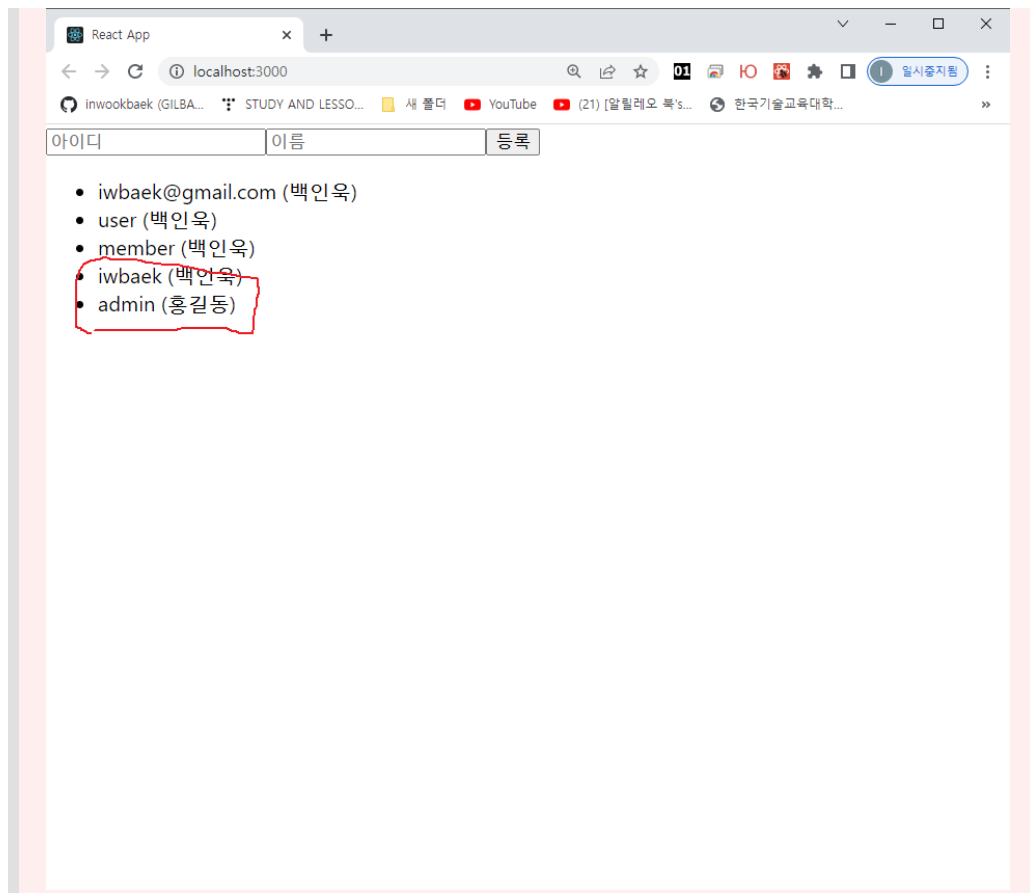 React App
localhost:3000
01
Ю
I 일시중지됨
inwookbaek (GILBA... STUDY AND LESSO... 새 폴더 YouTube (21) [알릴레오 북's... 한국기술교육대학...
아이디 이름 등록
iwbaek@gmail.com (백인욱)
user (백인욱)
member (백인욱)
iwbaek (백인욱)
admin (홍길동)